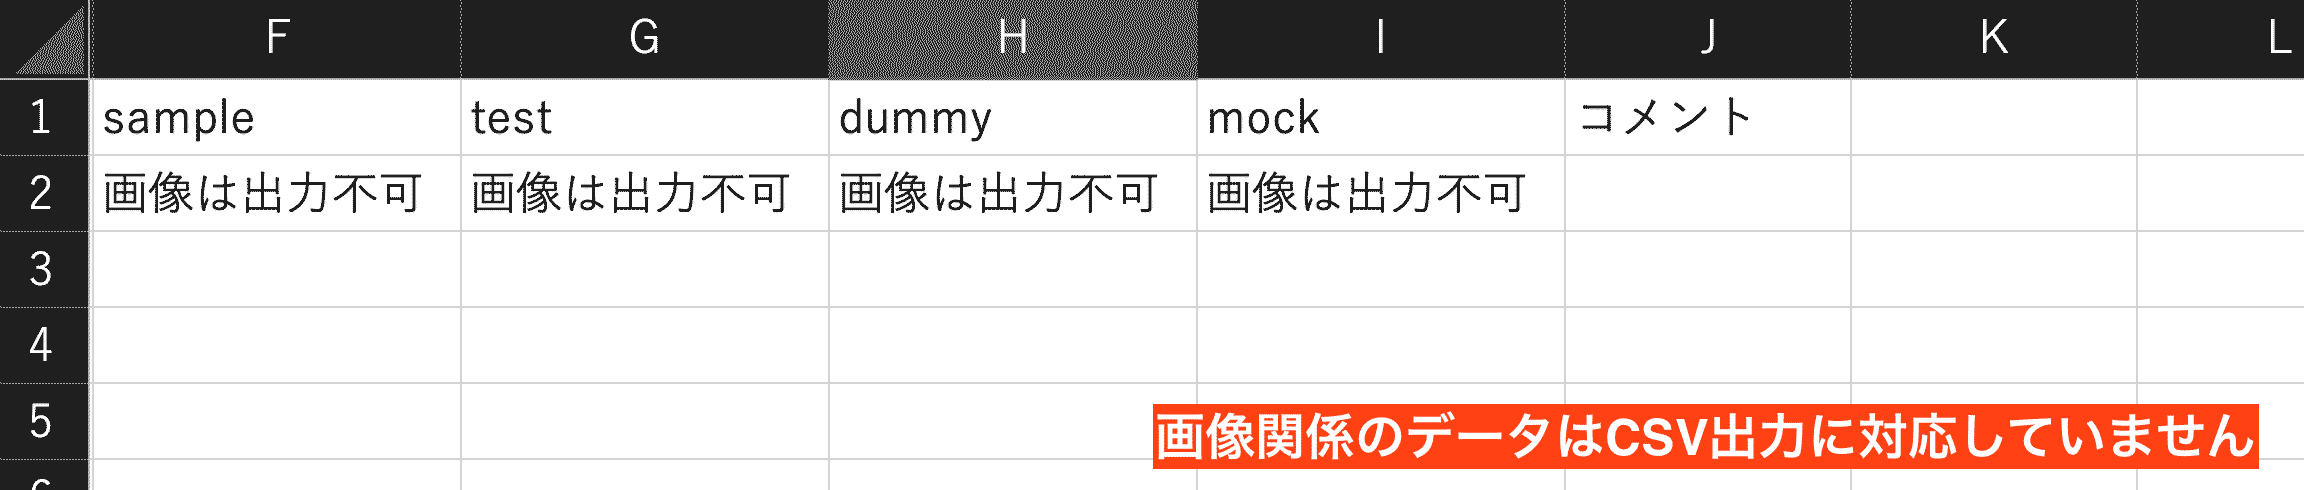 F G H I J K L
1 sample test dummy mock コメント
2 画像は出力不可 画像は出力不可 画像は出力不可 画像は出力不可
3
4
5
画像関係のデータはCSV出力に対応していません